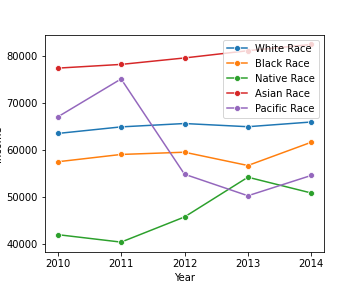 White Race
Black Race
Native Race
Asian Race
Pacific Race
80000
70000
60000
50000
40000
2010
2011
2012
2013
2014
Year